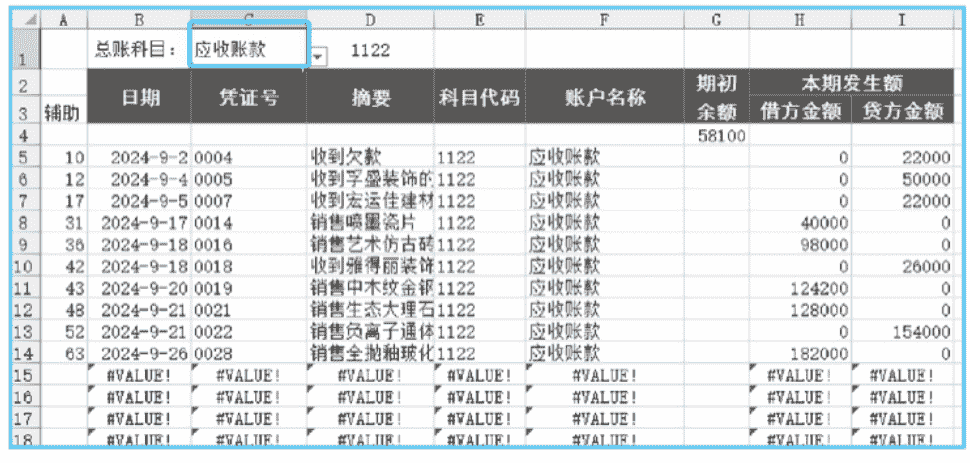 A B C D E F G H I
1 总账科目: 应收账款 1122
2 日期 凭证号 摘要 科目代码 账户名称 期初 本期发生额
3 辅助 余额 借方金额 贷方金额
4 58100
5 10 2024-9-2 0004 收到欠款 1122 应收账款 0 22000
6 12 2024-9-4 0005 收到孚盛装饰的 1122 应收账款 0 50000
7 17 2024-9-5 0007 收到宏运佳建材 1122 应收账款 0 22000
8 31 2024-9-17 0014 销售喷墨瓷片 1122 应收账款 40000 0
9 36 2024-9-18 0016 销售艺术仿古砖 1122 应收账款 98000 0
10 42 2024-9-18 0018 收到雅得丽装饰 1122 应收账款 0 26000
11 43 2024-9-20 0019 销售中木纹金钢 1122 应收账款 124200 0
12 48 2024-9-21 0021 销售生态大理石 1122 应收账款 128000 0
13 52 2024-9-21 0022 销售负离子通体 1122 应收账款 0 154000
14 63 2024-9-26 0028 销售全抛釉玻化 1122 应收账款 182000 0
15 #VALUE! #VALUE! #VALUE! #VALUE! #VALUE! #VALUE! #VALUE!
16 #VALUE! #VALUE! #VALUE! #VALUE! #VALUE! #VALUE! #VALUE!
17 #VALUE! #VALUE! #VALUE! #VALUE! #VALUE! #VALUE! #VALUE!
18 #VALUE! #VALUE! #VALUE! #VALUE! #VALUE! #VALUE! #VALUE!